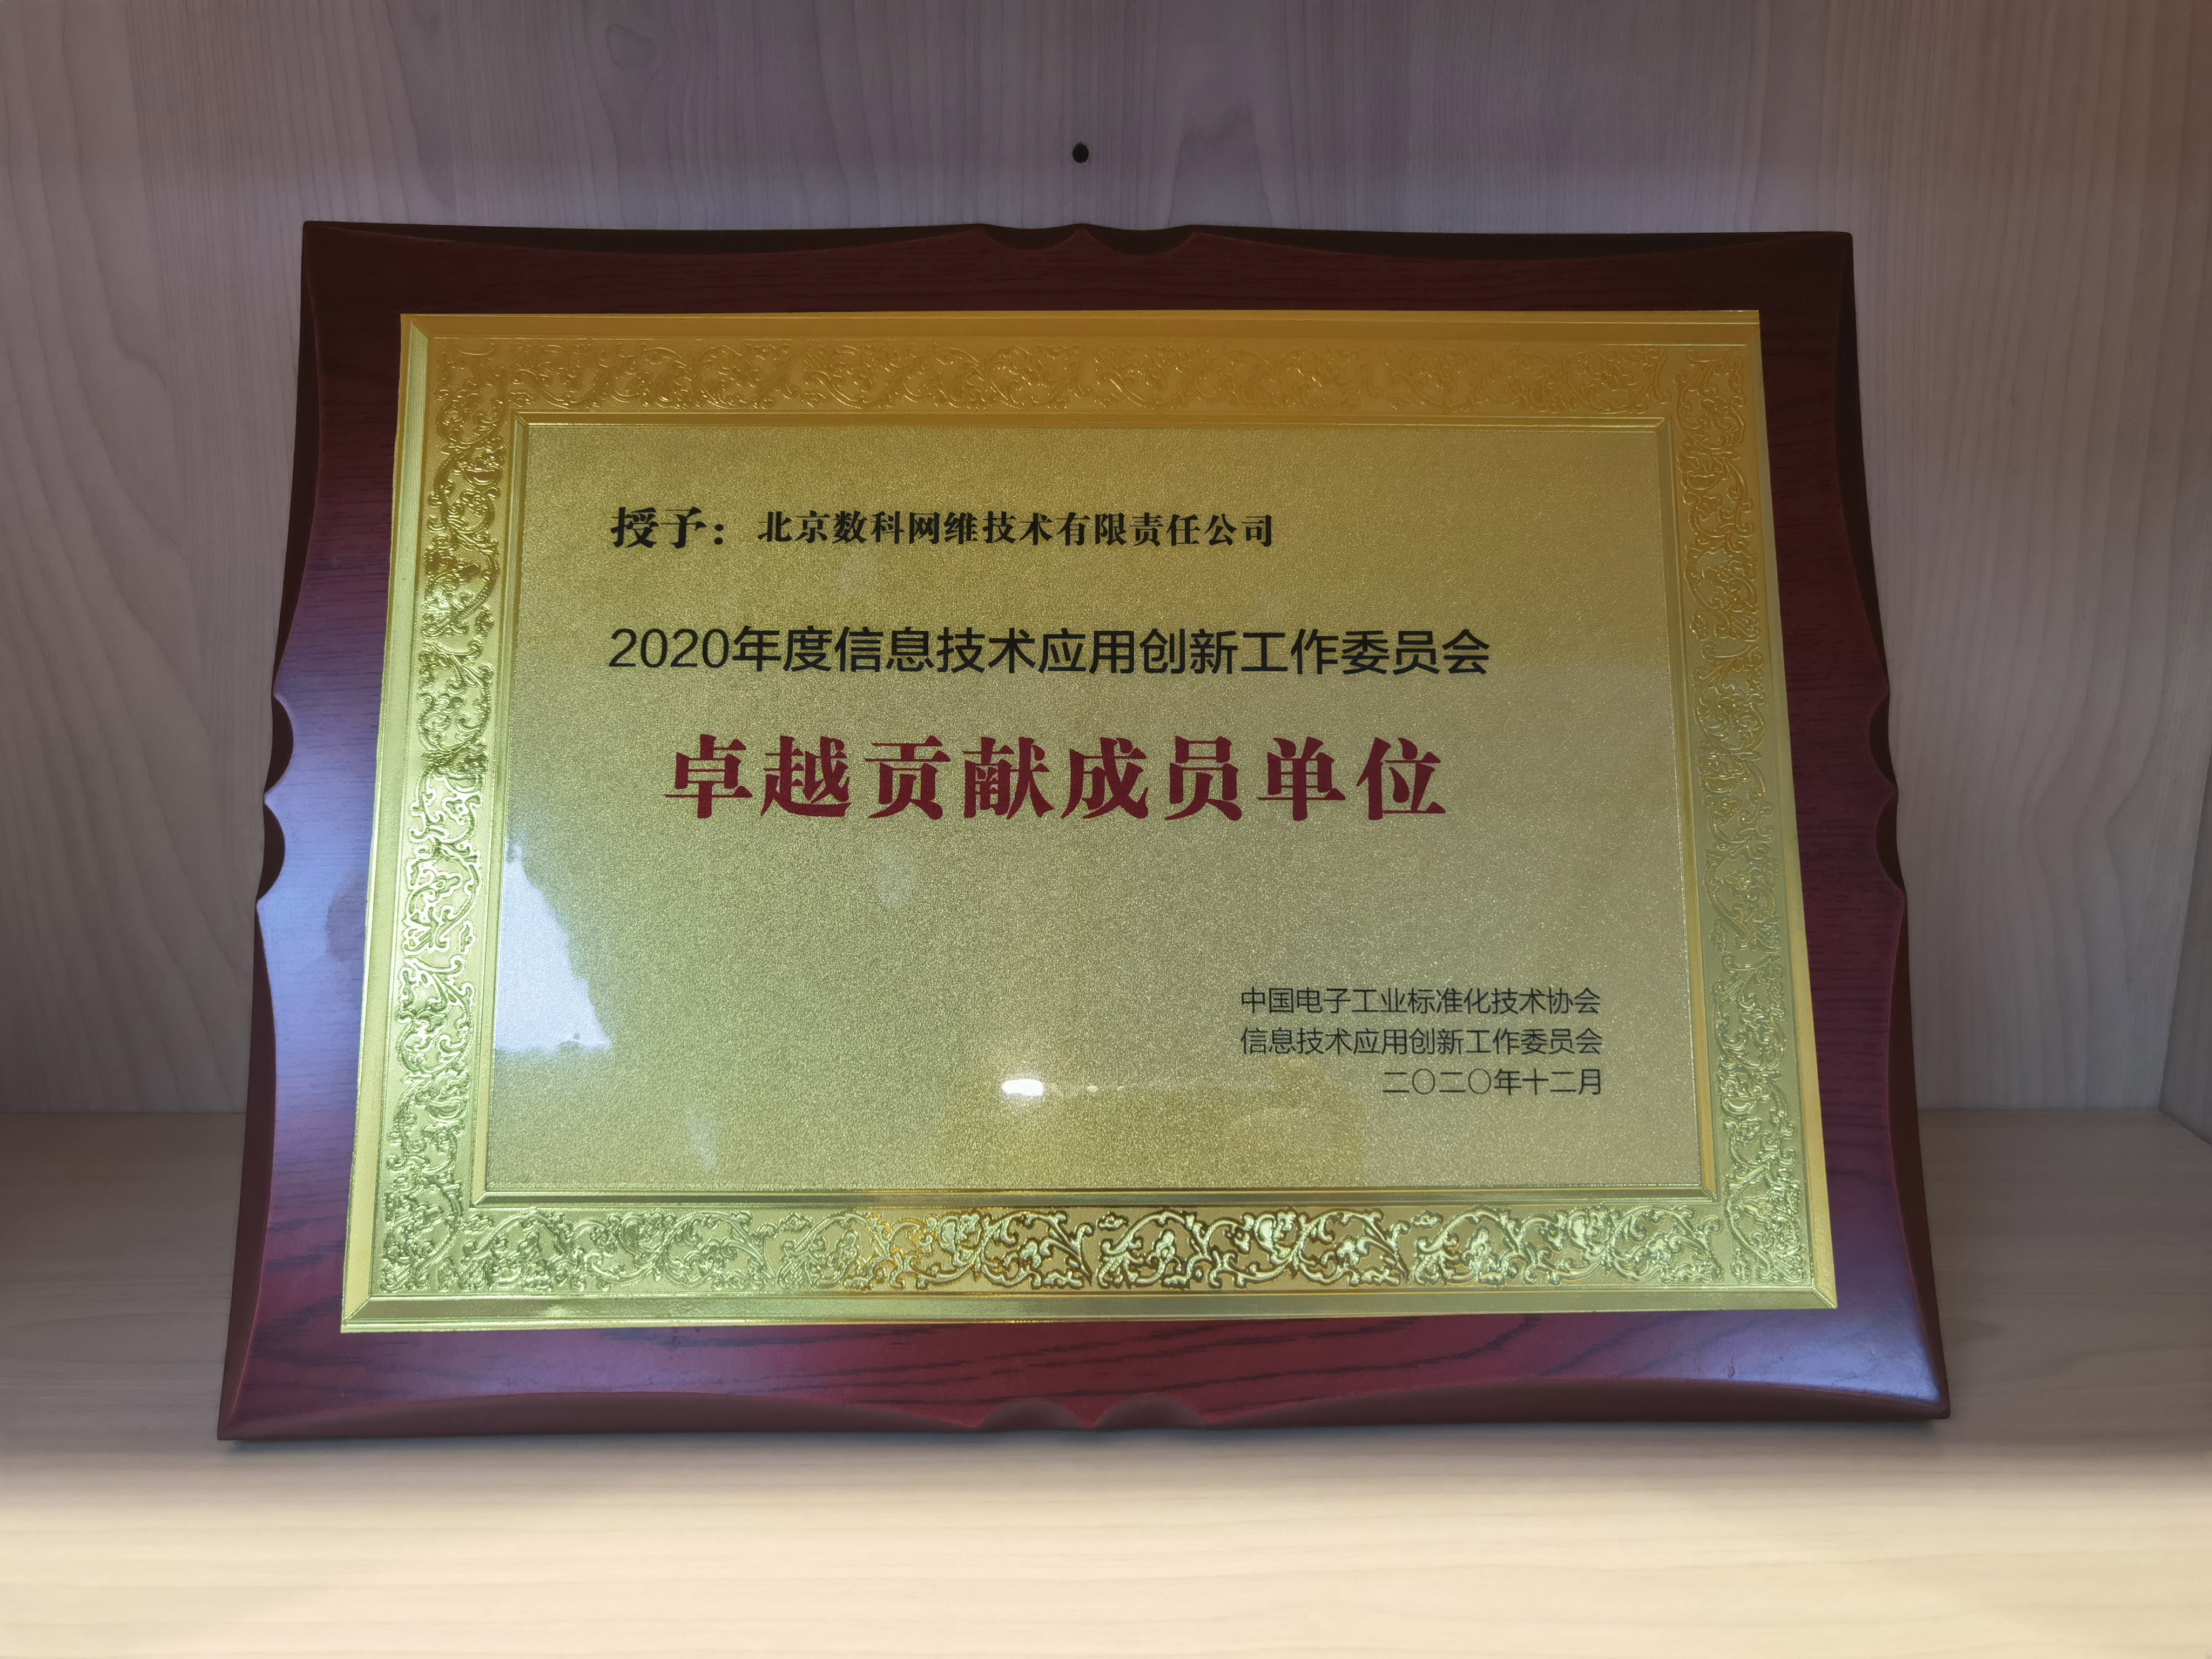 授予：北京数科网维技术有限责任公司
2020年度信息技术应用创新工作委员会
卓越贡献成员单位
中国电子工业标准化技术协会
信息技术应用创新工作委员会
二〇二〇年十二月